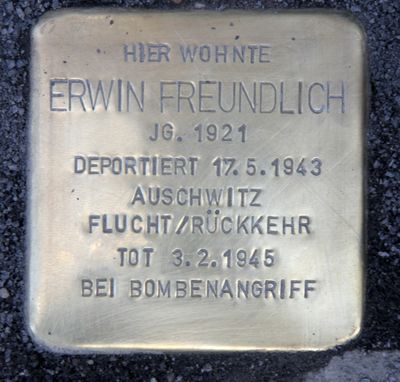 HIER WOHNTE
ERWIN FREUNDLICH
JG. 1921
DEPORTIERT 17.5.1943
AUSCHWITZ
FLUCHT/RÜCKKEHR
TOT 3.2.1945
BEI BOMBENANGRIFF